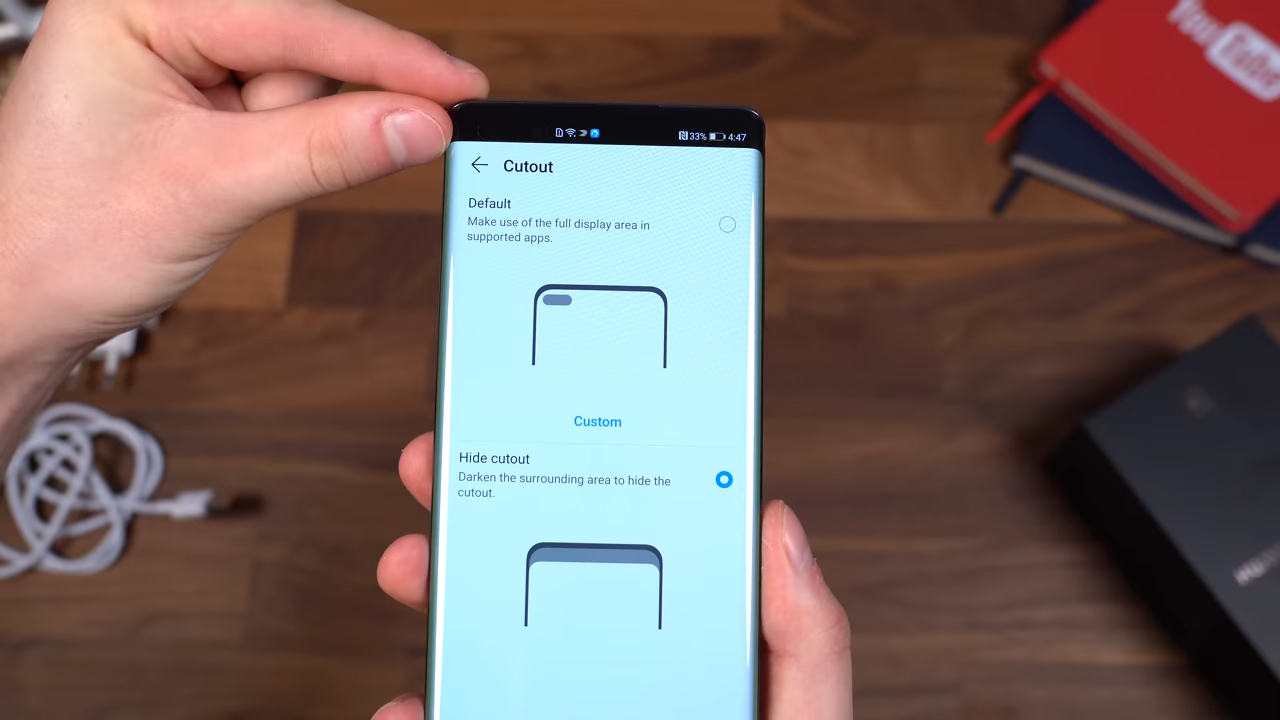 YouTube
33% 4:47
Cutout
Default
Make use of the full display area in
supported apps.
Custom
Hide cutout
Darken the surrounding area to hide the
cutout.